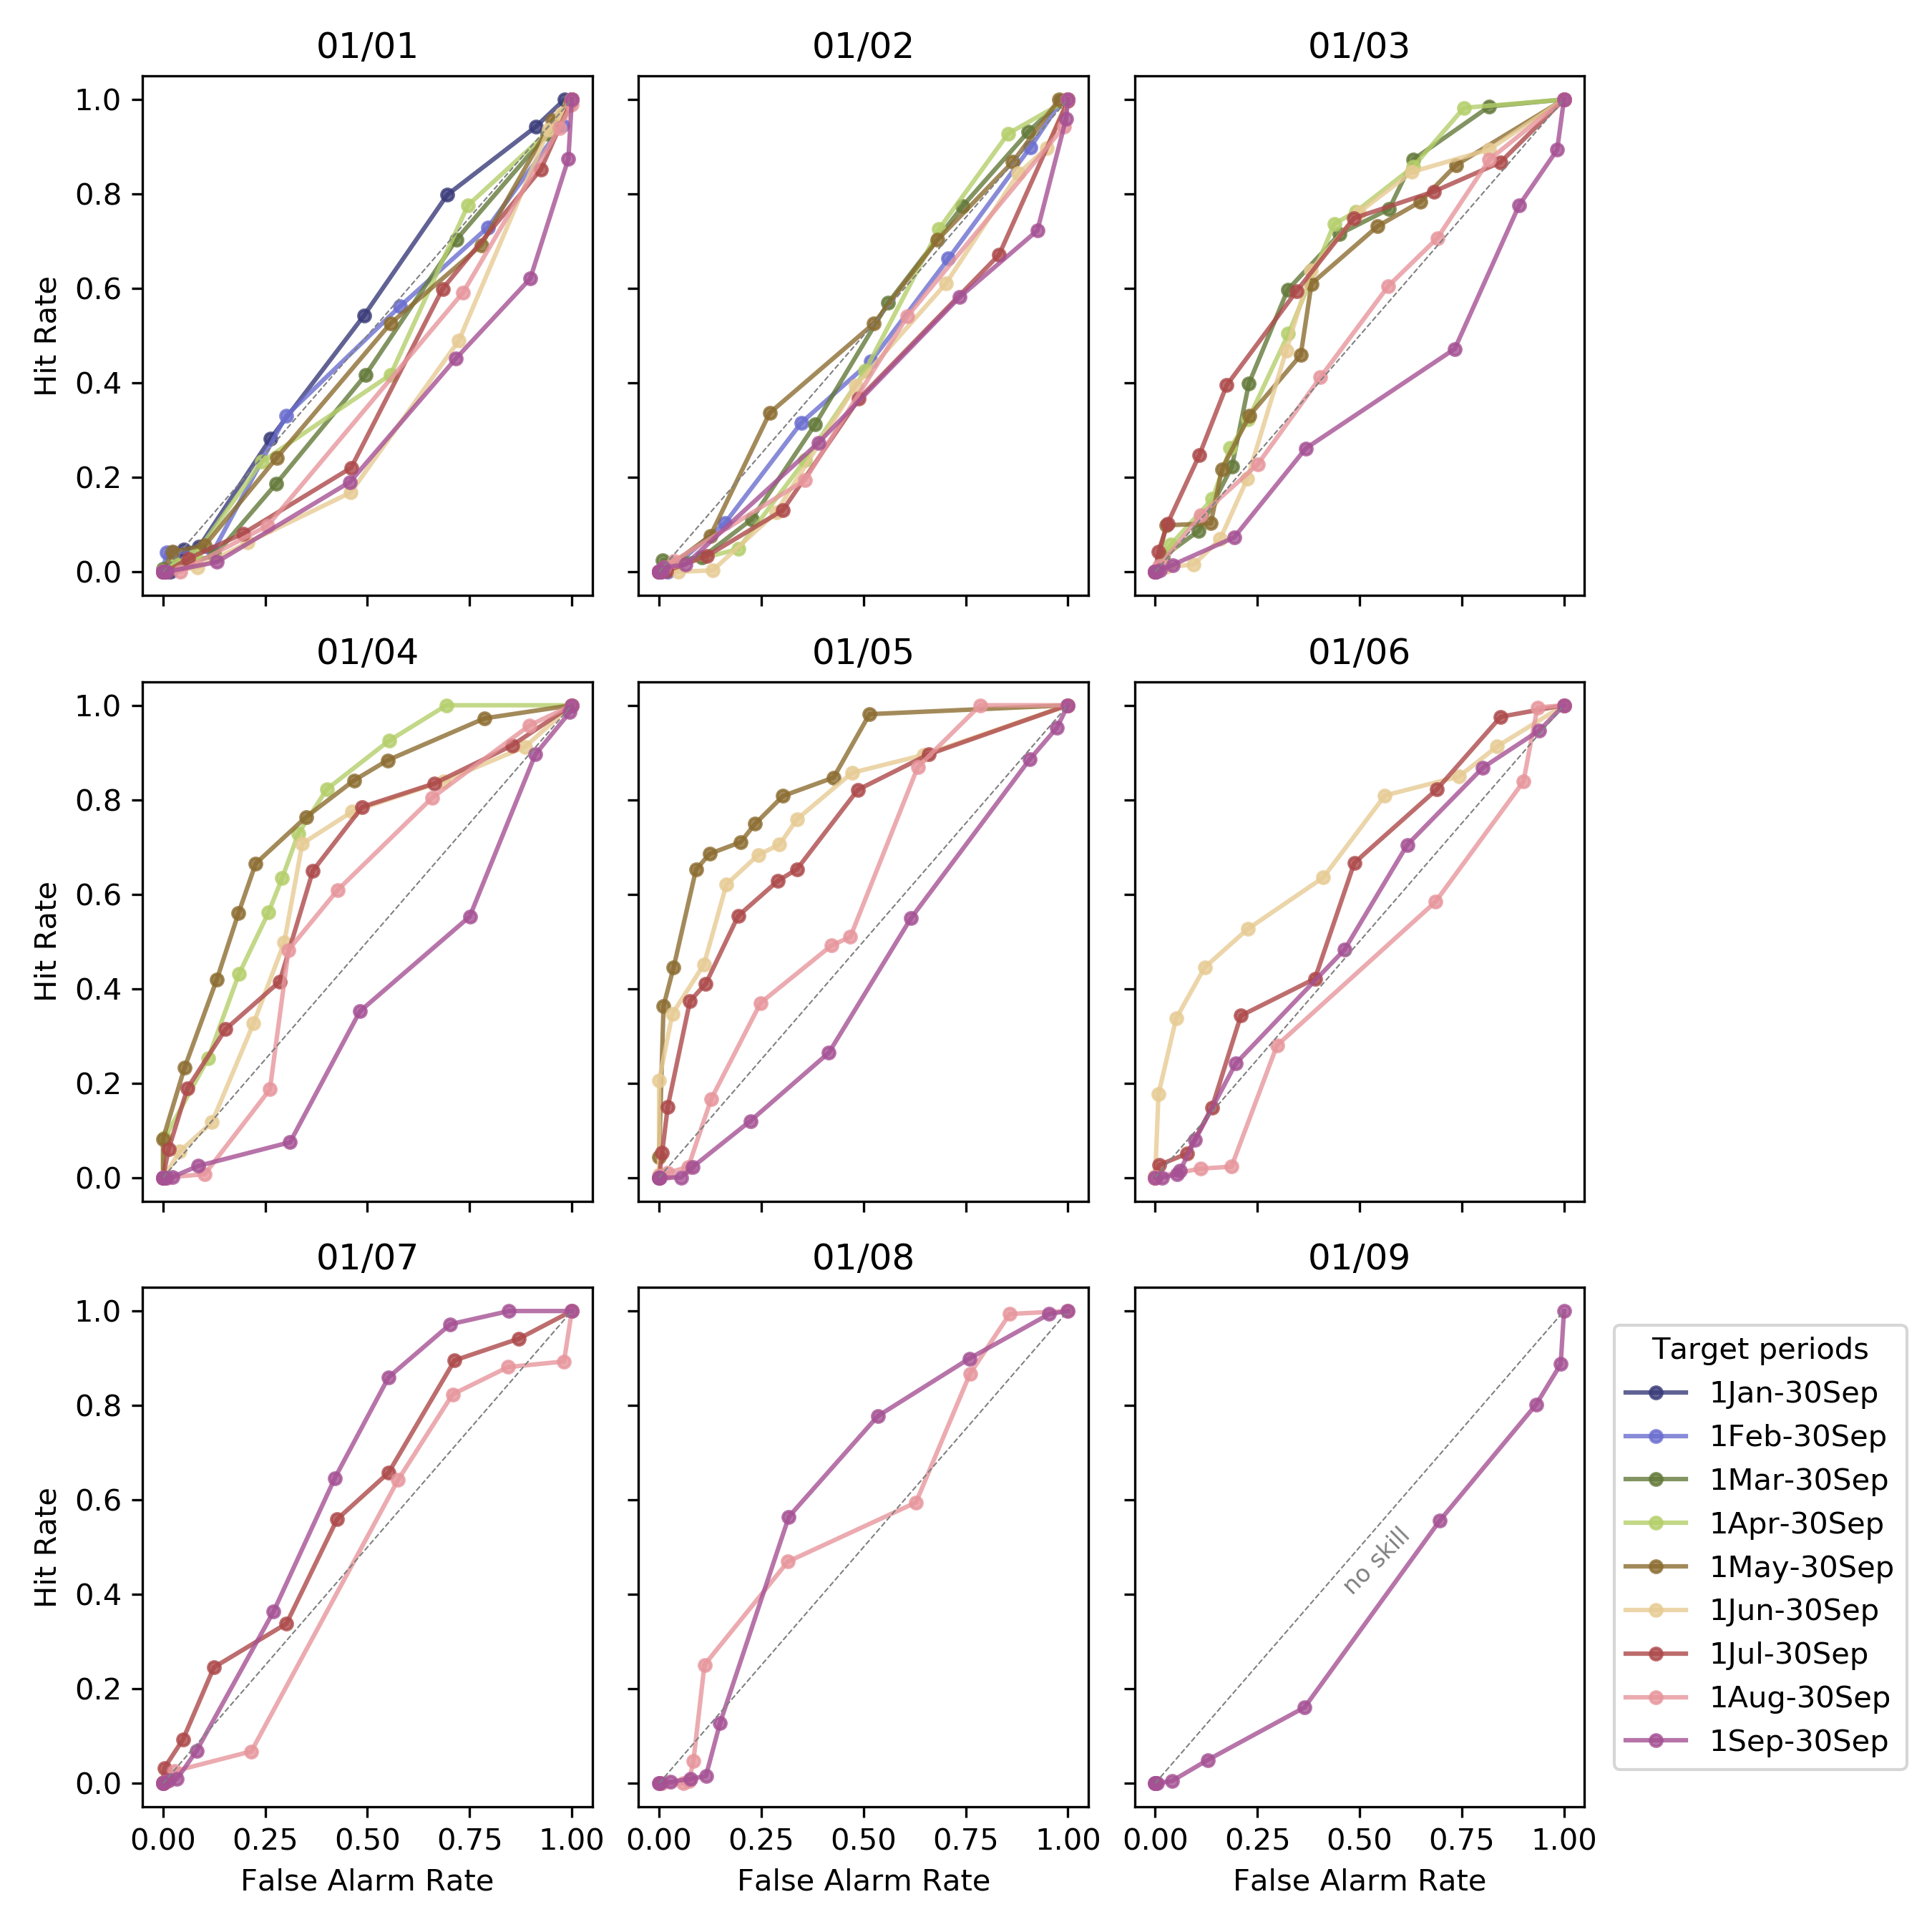 01/01
01/02
01/03
1.0
0.8
0.6
0.4
0.2
0.0
Hit Rate
01/04
01/05
01/06
1.0
0.8
0.6
0.4
0.2
0.0
Hit Rate
01/07
01/08
01/09
1.0
0.8
0.6
0.4
0.2
0.0
Hit Rate
no skill
0.00 0.25 0.50 0.75 1.00
0.00 0.25 0.50 0.75 1.00
0.00 0.25 0.50 0.75 1.00
False Alarm Rate
False Alarm Rate
False Alarm Rate
Target periods
1Jan-30Sep
1Feb-30Sep
1Mar-30Sep
1Apr-30Sep
1May-30Sep
1Jun-30Sep
1Jul-30Sep
1Aug-30Sep
1Sep-30Sep